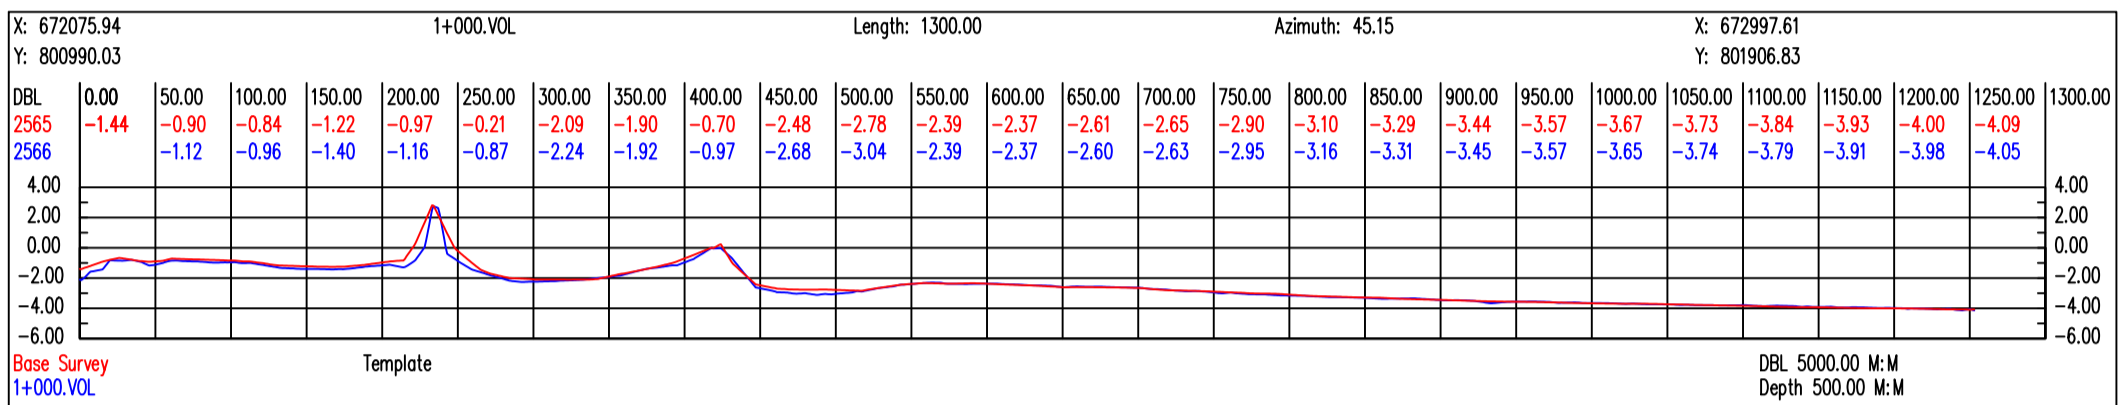 X: 672075.94 1+000.VOL Length: 1300.00 Azimuth: 45.15 X: 672997.61
Y: 800990.03 Y: 801906.83
DBL 0.00 50.00 100.00 150.00 200.00 250.00 300.00 350.00 400.00 450.00 500.00 550.00 600.00 650.00 700.00 750.00 800.00 850.00 900.00 950.00 1000.00 1050.00 1100.00 1150.00 1200.00 1250.00 1300.00
2565 -1.44 -0.90 -0.84 -1.22 -0.97 -0.21 -2.09 -1.90 -0.70 -2.48 -2.78 -2.39 -2.37 -2.61 -2.65 -2.90 -3.10 -3.29 -3.44 -3.57 -3.67 -3.73 -3.84 -3.93 -4.00 -4.09
2566 -1.12 -0.96 -1.40 -1.16 -0.87 -2.24 -1.92 -0.97 -2.68 -3.04 -2.39 -2.37 -2.60 -2.63 -2.95 -3.16 -3.31 -3.45 -3.57 -3.65 -3.74 -3.79 -3.91 -3.98 -4.05
4.00 4.00
2.00 2.00
0.00 0.00
-2.00 -2.00
-4.00 -4.00
-6.00 -6.00
Base Survey Template DBL 5000.00 M:M
1+000.VOL Depth 500.00 M:M